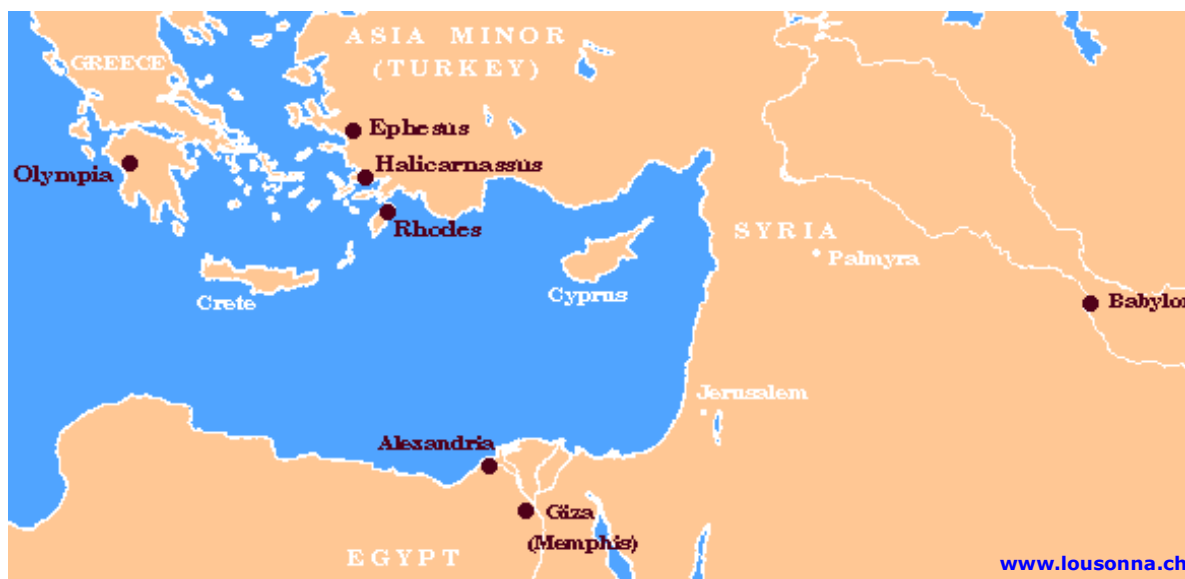 ASIA MINOR
(TURKEY)
GREECE
Ephesus
Halicarnassus
Olympia
Rhodes
SYRIA
Palmyra
Crete
Cyprus
Babylon
Jerusalem
Alexandria
Giza
(Memphis)
EGYPT
www.lousonna.ch